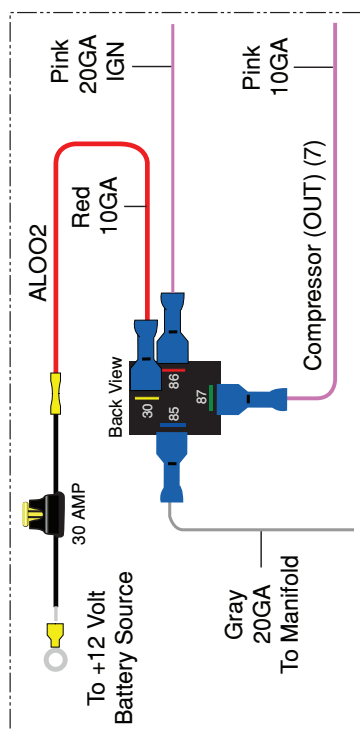 Pink
20GA
IGN
Pink
10GA
ALOO2
Red
10GA
Compressor (OUT) (7)
Back View
30
86
85
87
30 AMP
To +12 Volt
Battery Source
Gray
20GA
To Manifold